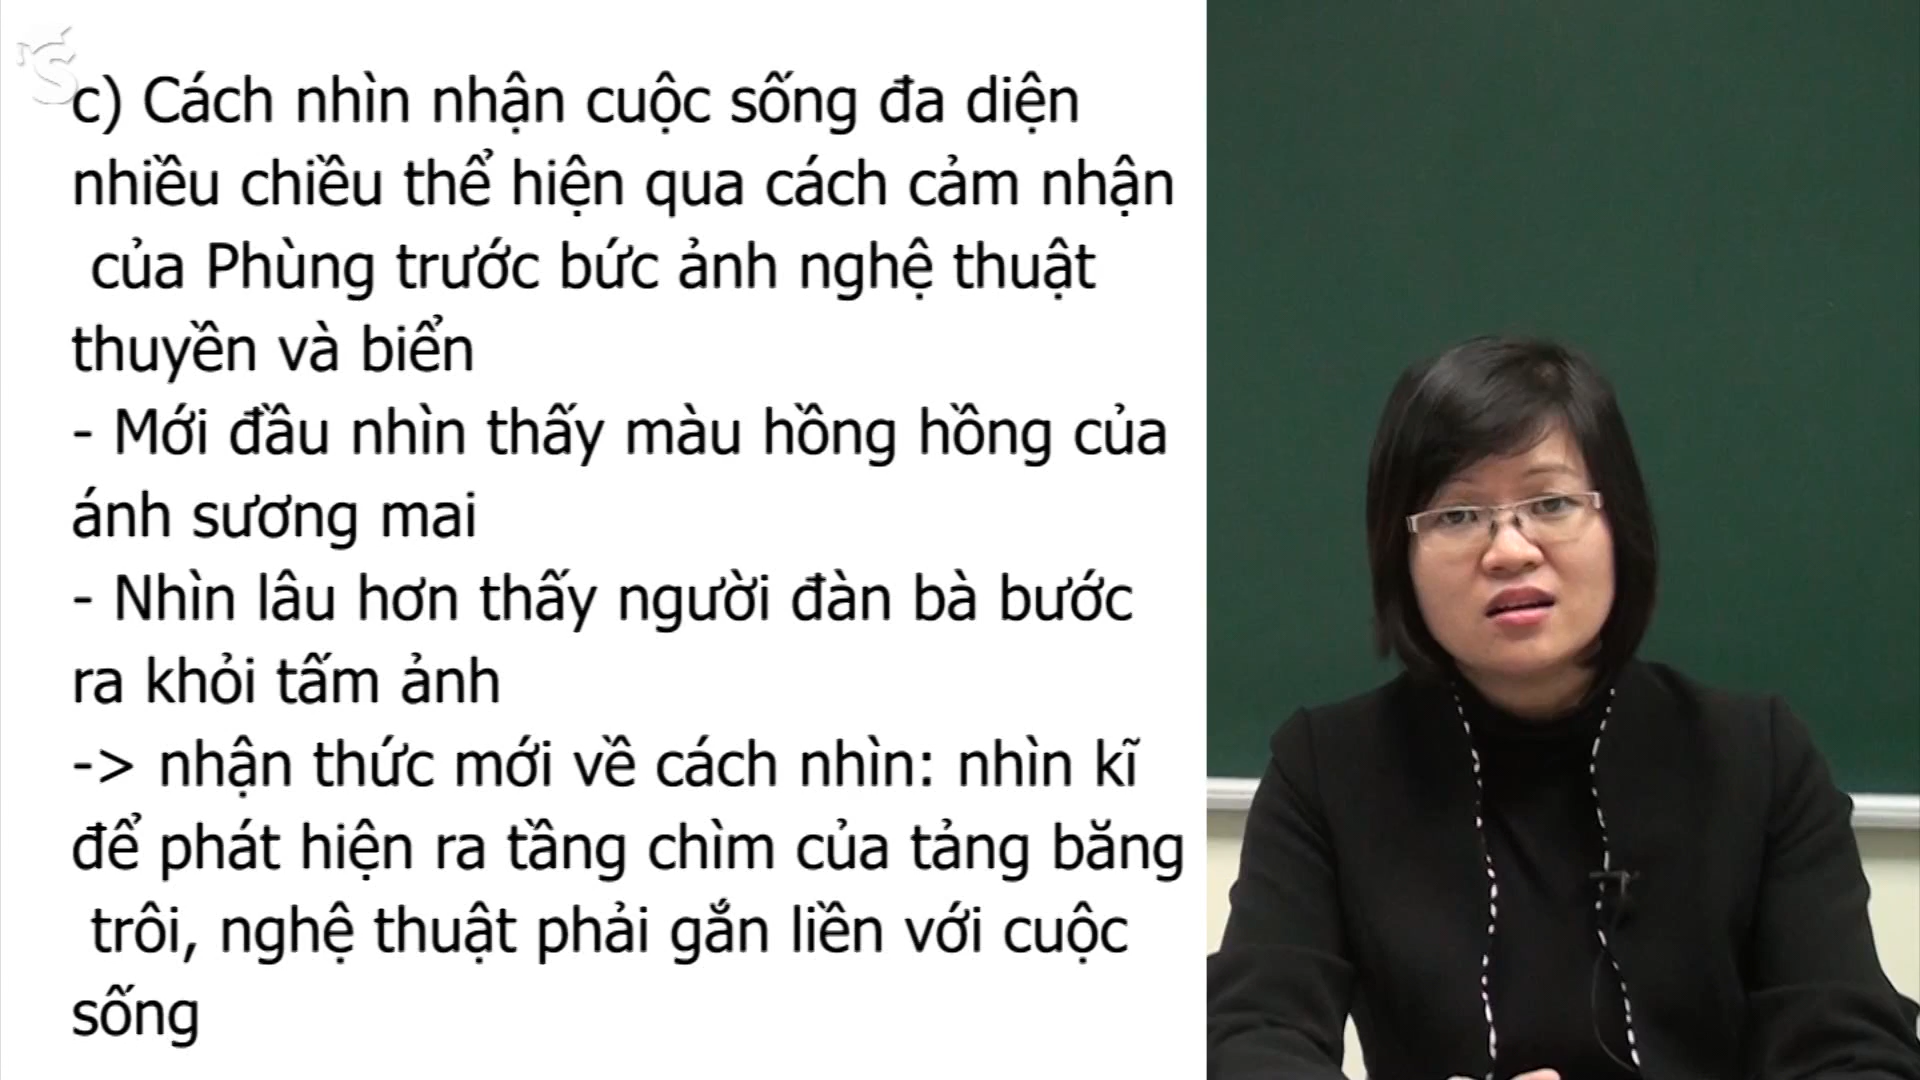 c) Cách nhìn nhận cuộc sống đa diện
nhiều chiều thể hiện qua cách cảm nhận
của Phùng trước bức ảnh nghệ thuật
thuyền và biển
- Mới đầu nhìn thấy màu hồng hồng của
ánh sương mai
- Nhìn lâu hơn thấy người đàn bà bước
ra khỏi tấm ảnh
-> nhận thức mới về cách nhìn: nhìn kĩ
để phát hiện ra tầng chìm của tảng băng
trôi, nghệ thuật phải gắn liền với cuộc
sống